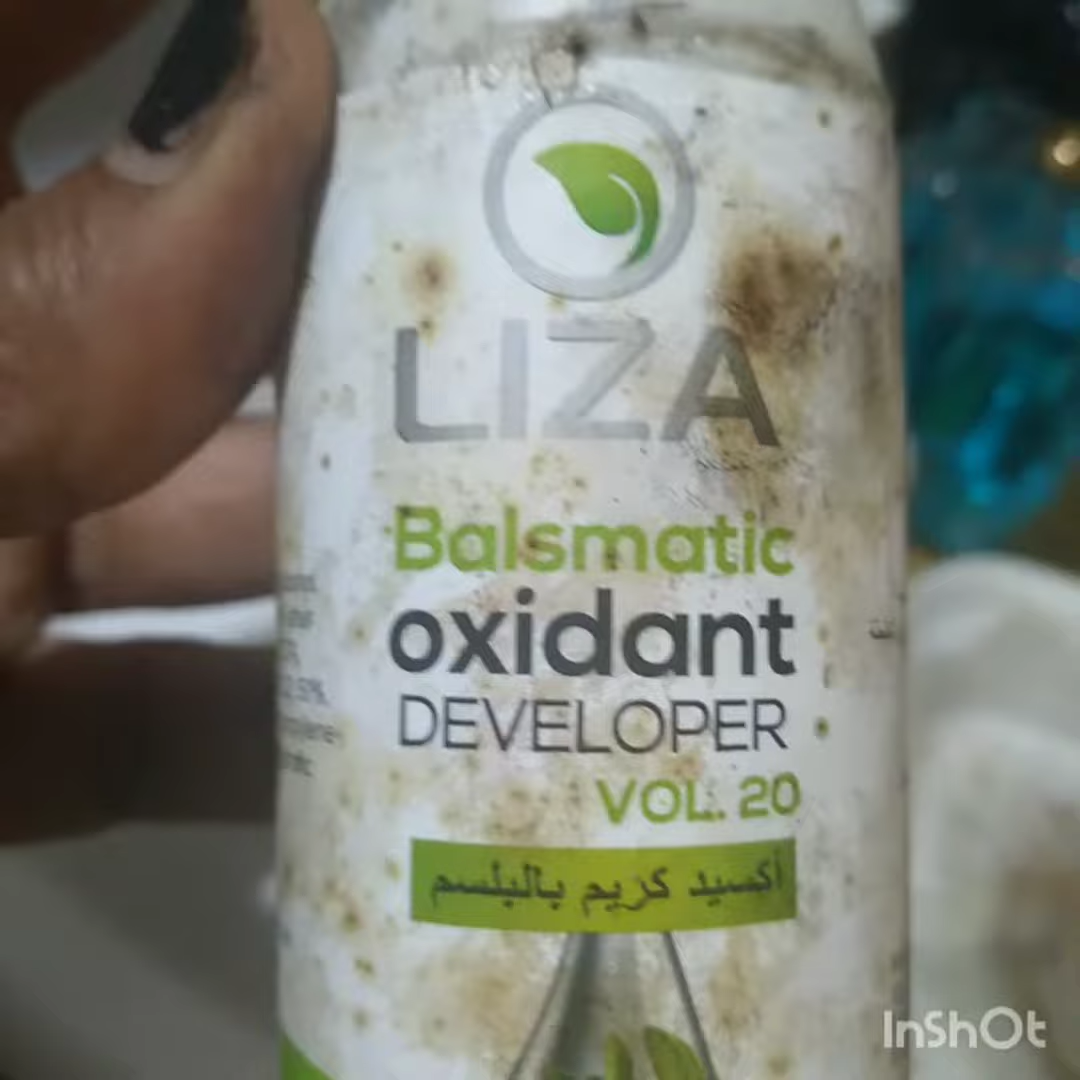 LIZA
Balsmatic
oxidant
DEVELOPER
VOL. 20
أكسيد كريم بالبلسم
InShOt